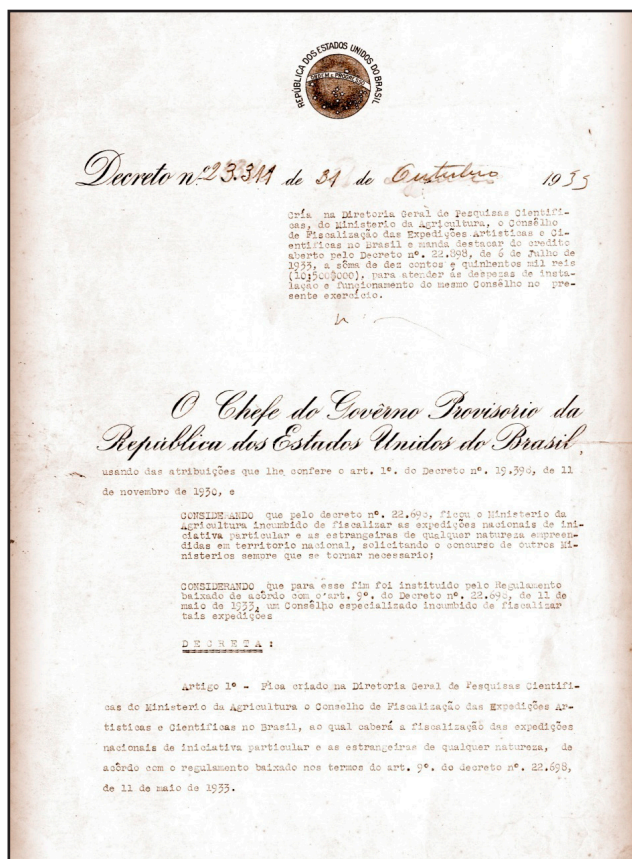 REPÚBLICA DOS ESTADOS UNIDOS DO BRASIL
ORDEM E PROGRESSO
Decreto n.º 23.311 de 31 de Outubro 1933
Cría na Diretoria Geral de Pesquisas Cientifi-
cas, do Ministerio da Agricultura, o Consêlho
de Fiscalização das Expedições Artisticas e Ci-
entificas no Brasil e manda destacar do credito
aberto pelo Decreto nº. 22.898, de 6 de Julho de
1933, a sôma de dez contos e quinhentos mil reis
(10:500$000), para atender ás despezas de insta-
lação e funcionamento do mesmo Consêlho no pre-
sente exercício.
O Chefe do Govêrno Provisorio da
Republica dos Estados Unidos do Brasil,
usando das atribuições que lhe confere o art. 1º. do Decreto nº. 19.398, de 11
de novembro de 1930, e
CONSIDERANDO que pelo decreto nº. 22.698, ficou o Ministerio da
Agricultura incumbido de fiscalizar as expedições nacionais de ini-
ciativa particular e as estrangeiras de qualquer natureza empreen-
didas em territorio nacional, solicitando o concurso de outros Mi-
nisterios sempre que se tornar necessario;
CONSIDERANDO que para esse fim foi instituido pelo Regulamento
baixado de acôrdo com o art. 9º. do Decreto nº. 22.698, de 11 de
maio de 1933, um Consêlho especializado incumbido de fiscalizar
tais expedições
D E C R E T A :
Artigo 1º - Fica criado na Diretoria Geral de Pesquisas Cientifi-
cas do Ministerio da Agricultura o Conselho de Fiscalização das Expedições Ar-
tisticas e Cientificas no Brasil, ao qual caberá a fiscalização das expedições
nacionais de iniciativa particular e as estrangeiras de qualquer natureza, de
acôrdo com o regulamento baixado nos termos do art. 9º. do decreto nº. 22.698,
de 11 de maio de 1933.